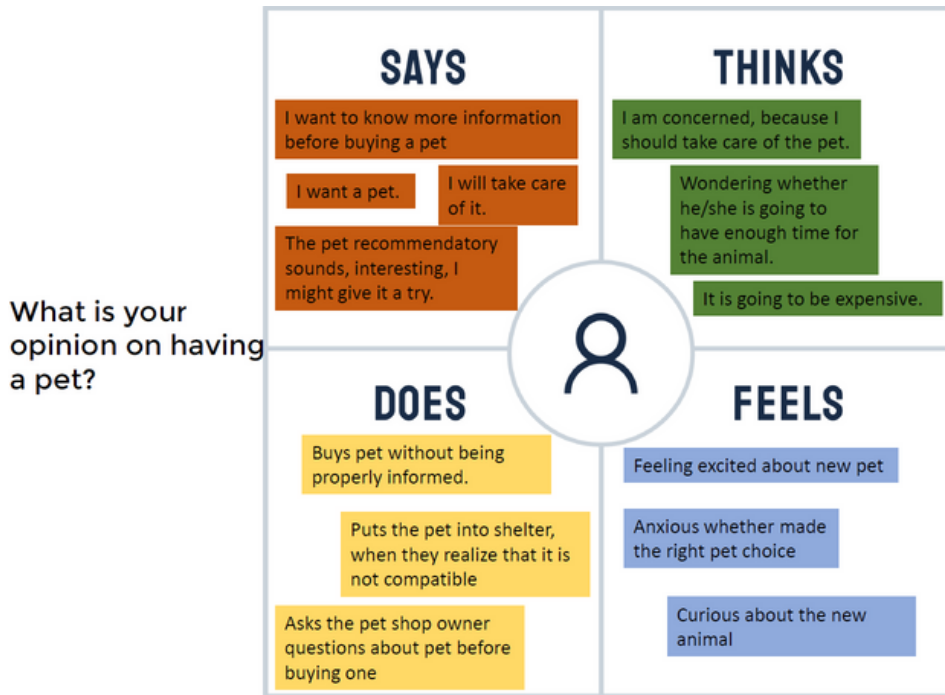 What is your
opinion on having
a pet?
SAYS
I want to know more information
before buying a pet
I want a pet.
I will take care
of it.
The pet recommendatory
sounds, interesting, I
might give it a try.
THINKS
I am concerned, because I
should take care of the pet.
Wondering whether
he/she is going to
have enough time for
the animal.
It is going to be expensive.
DOES
Buys pet without being
properly informed.
Puts the pet into shelter,
when they realize that it is
not compatible
Asks the pet shop owner
questions about pet before
buying one
FEELS
Feeling excited about new pet
Anxious whether made
the right pet choice
Curious about the new
animal